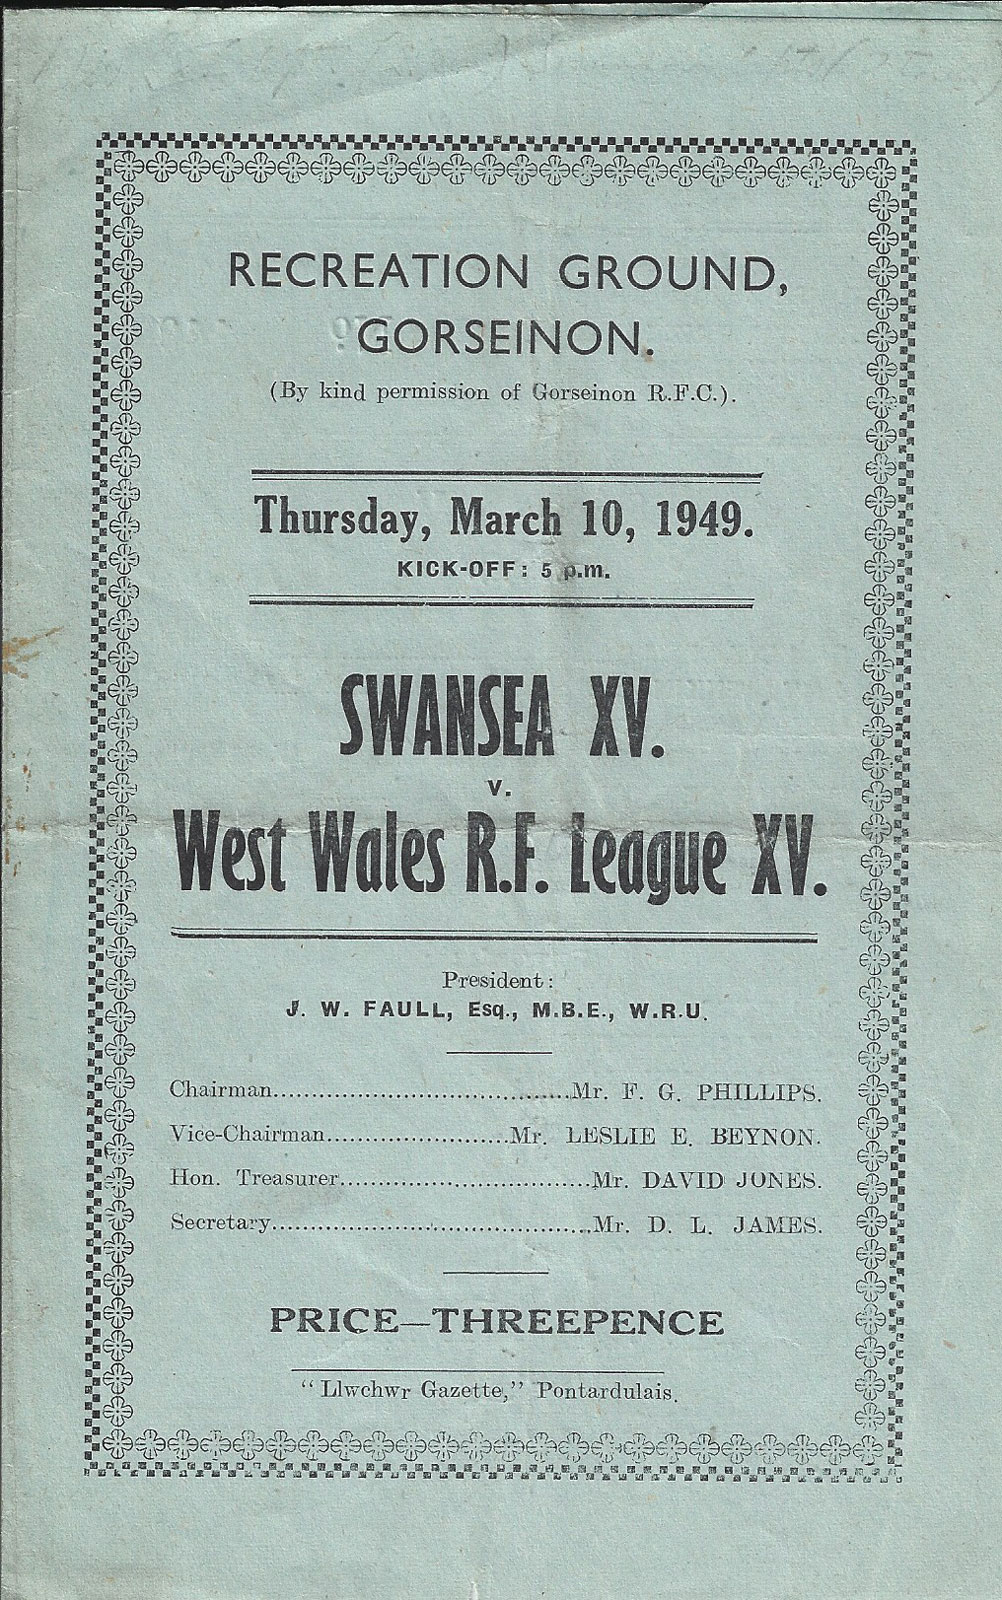 RECREATION GROUND,
GORSEINON.
(By kind permission of Gorseinon R.F.C.).
Thursday, March 10, 1949.
KICK-OFF: 5 p.m.
SWANSEA XV.
v.
West Wales R.F. League XV.
President:
J. W. FAULL, Esq., M.B.E., W.R.U.
Chairman........................................Mr. F. G. PHILLIPS.
Vice-Chairman.........................Mr. LESLIE E. BEYNON.
Hon. Treasurer..................................Mr. DAVID JONES.
Secretary...........................................Mr. D. L. JAMES.
PRICE—THREEPENCE
"Llwchwr Gazette," Pontardulais.